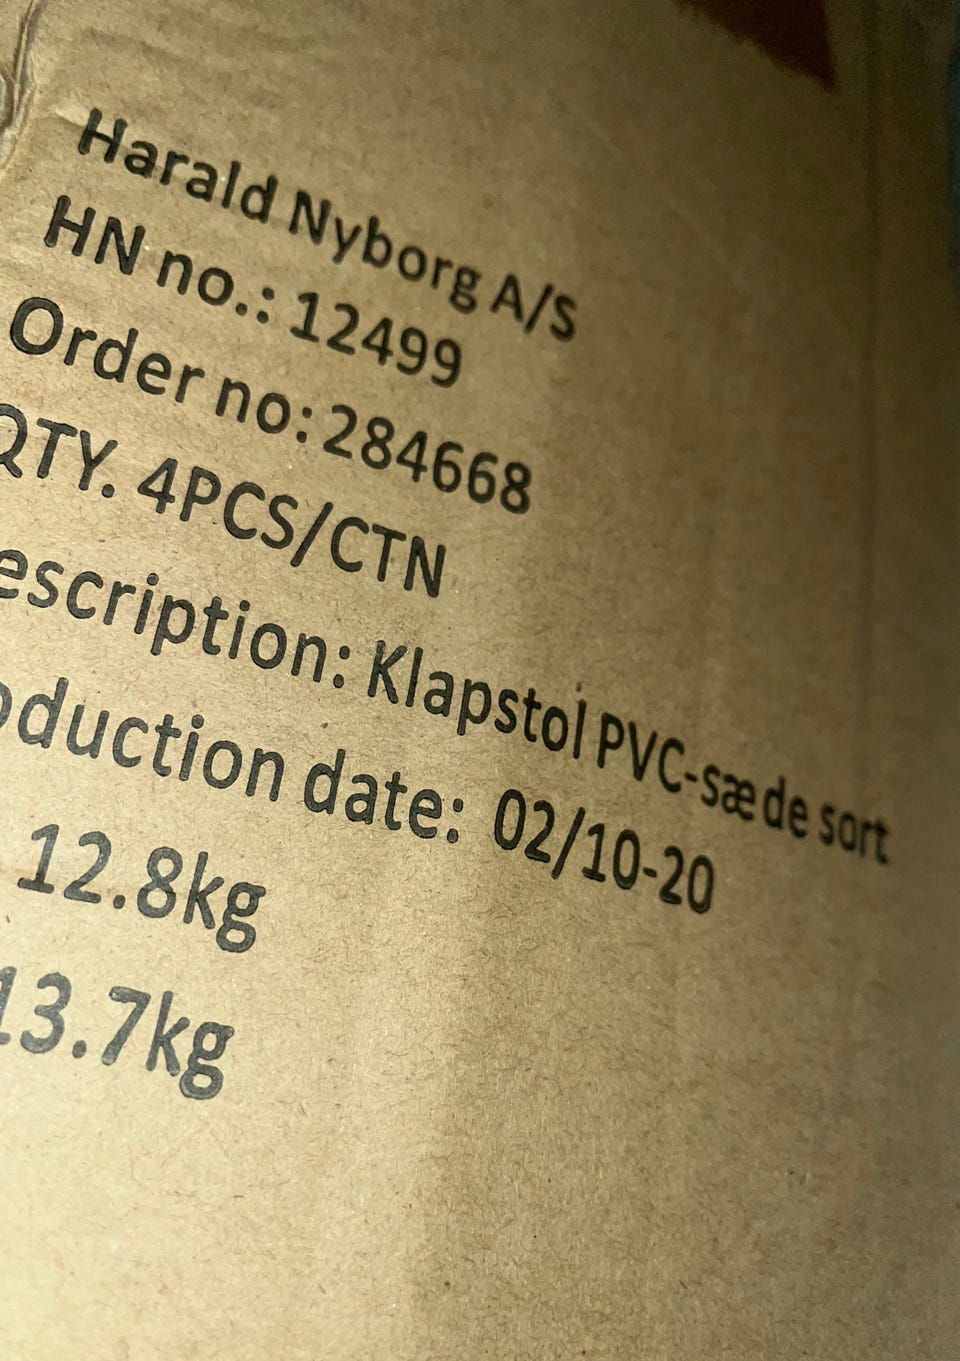 Harald Nyborg A/S
HN no.: 12499
Order no: 284668
QTY. 4PCS/CTN
escription: Klapstol PVC-sæde sort
oduction date: 02/10-20
12.8kg
13.7kg